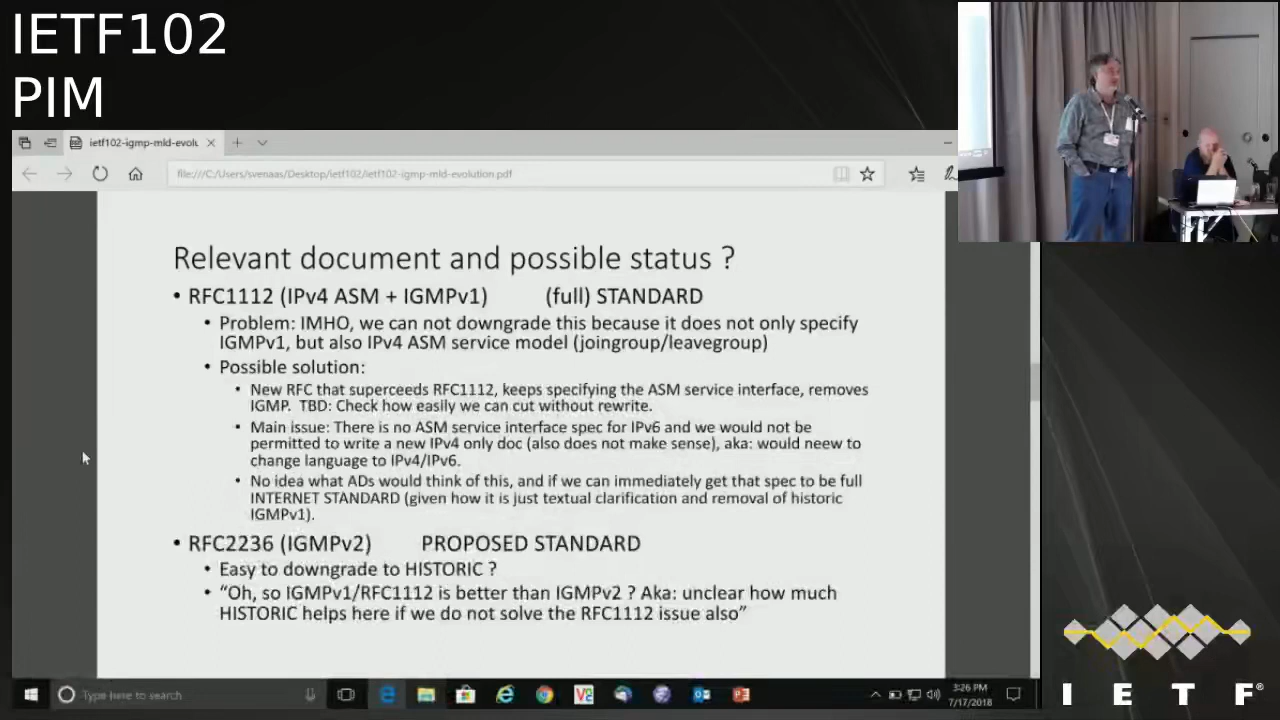 IETF102
PIM
ietf102-igmp-mld-evolu
file:///C:/Users/svenaas/Desktop/ietf102/ietf102-igmp-mld-evolution.pdf
Relevant document and possible status ?
• RFC1112 (IPv4 ASM + IGMPv1) (full) STANDARD
• Problem: IMHO, we can not downgrade this because it does not only specify
IGMPv1, but also IPv4 ASM service model (joingroup/leavegroup)
• Possible solution:
• New RFC that superceeds RFC1112, keeps specifying the ASM service interface, removes
IGMP. TBD: Check how easily we can cut without rewrite.
• Main issue: There is no ASM service interface spec for IPv6 and we would not be
permitted to write a new IPv4 only doc (also does not make sense), aka: would neew to
change language to IPv4/IPv6.
• No idea what ADs would think of this, and if we can immediately get that spec to be full
INTERNET STANDARD (given how it is just textual clarification and removal of historic
IGMPv1).
• RFC2236 (IGMPv2) PROPOSED STANDARD
• Easy to downgrade to HISTORIC ?
• “Oh, so IGMPv1/RFC1112 is better than IGMPv2 ? Aka: unclear how much
HISTORIC helps here if we do not solve the RFC1112 issue also”
Type here to search
3:26 PM
7/17/2018
I E T F®